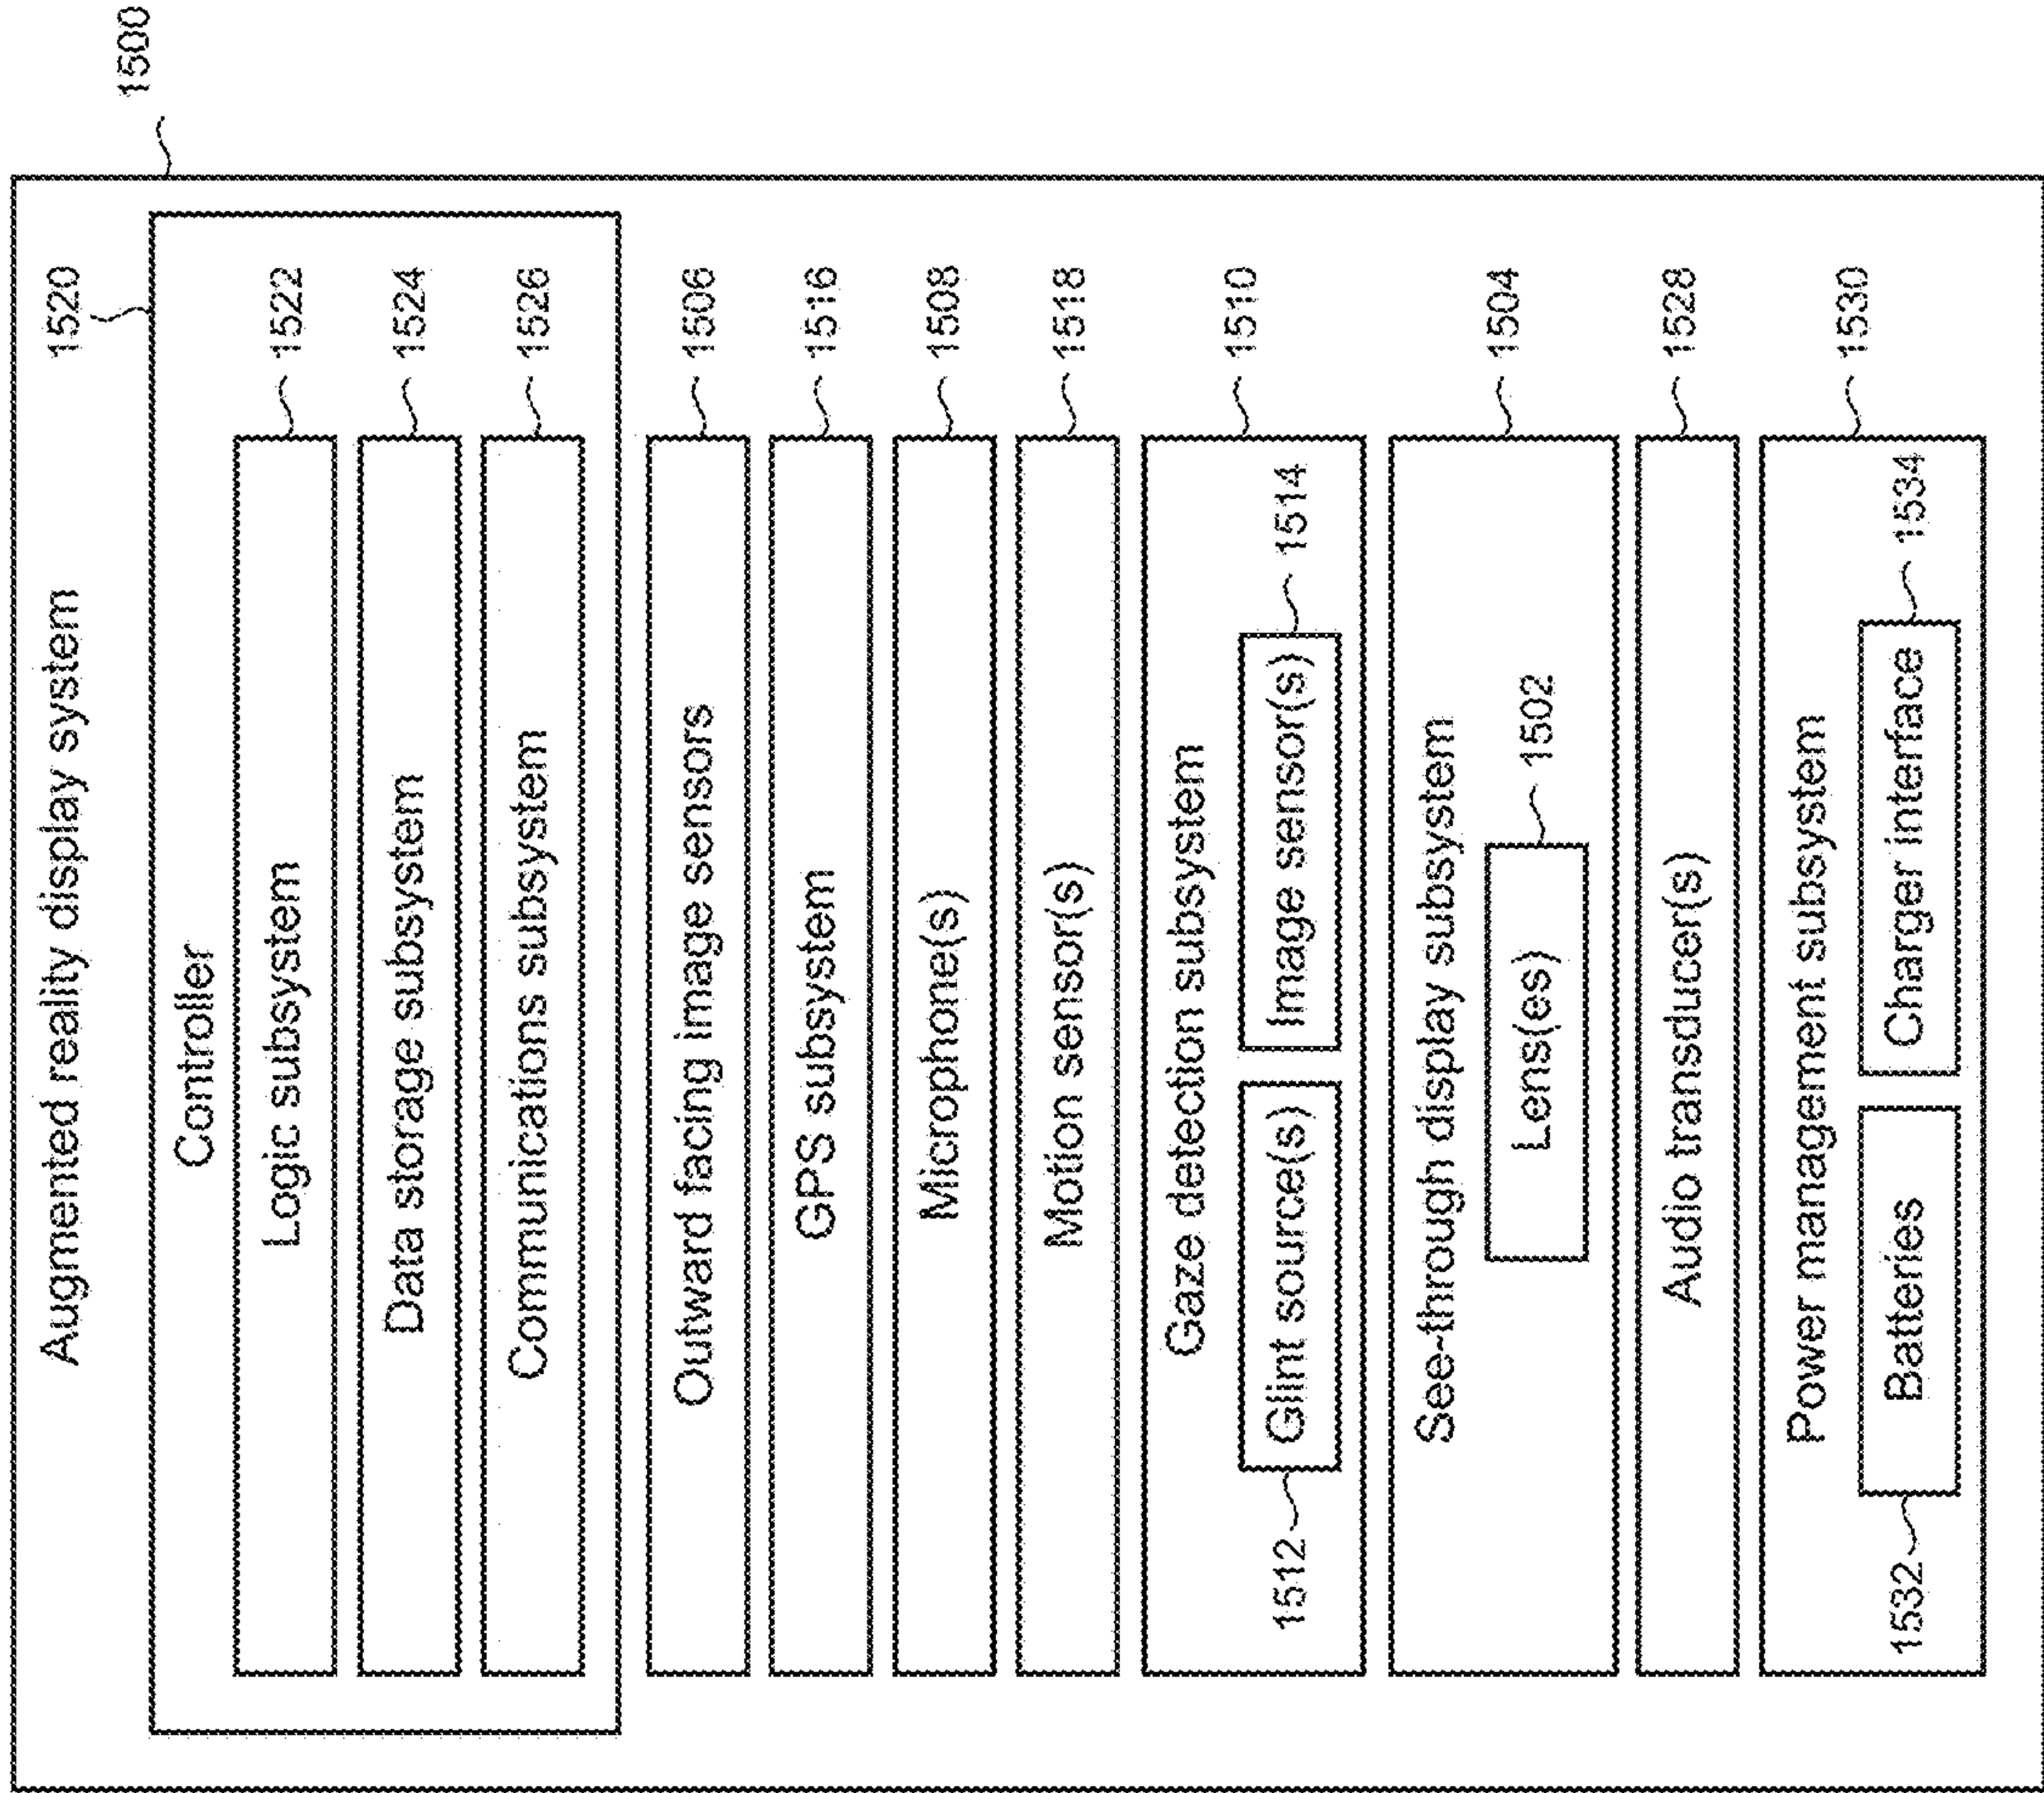 1500
Augmented reality display system
1520
Controller
Logic subsystem
1522
Data storage subsystem
1524
Communications subsystem
1526
Outward facing image sensors
1506
GPS subsystem
1516
Microphone(s)
1508
Motion sensor(s)
1518
Gaze detection subsystem
1510
1512
Glint source(s)
Image sensor(s)
1514
See-through display subsystem
1504
Lens(es)
1502
Audio transducer(s)
1528
Power management subsystem
1530
1532
Batteries
Charger interface
1534